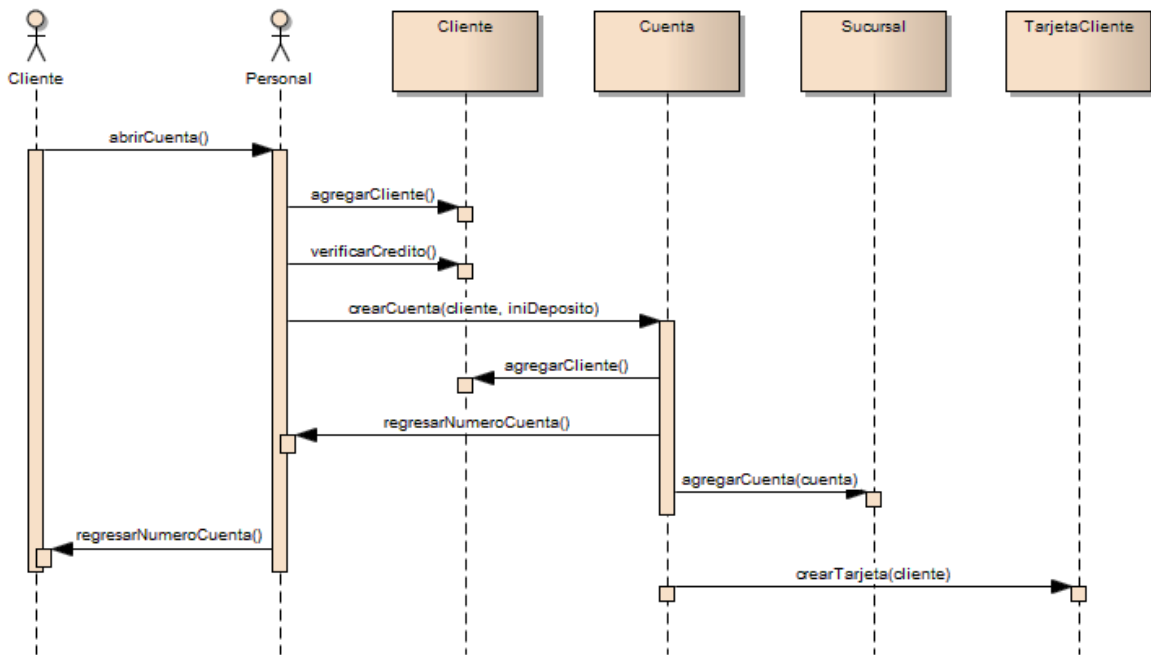 Cliente
Cuenta
Sucursal
TarjetaCliente
Cliente
Personal
abrirCuenta()
agregarCliente()
verificarCredito()
crearCuenta(cliente, iniDeposito)
agregarCliente()
regresarNumeroCuenta()
agregarCuenta(cuenta)
regresarNumeroCuenta()
crearTarjeta(cliente)